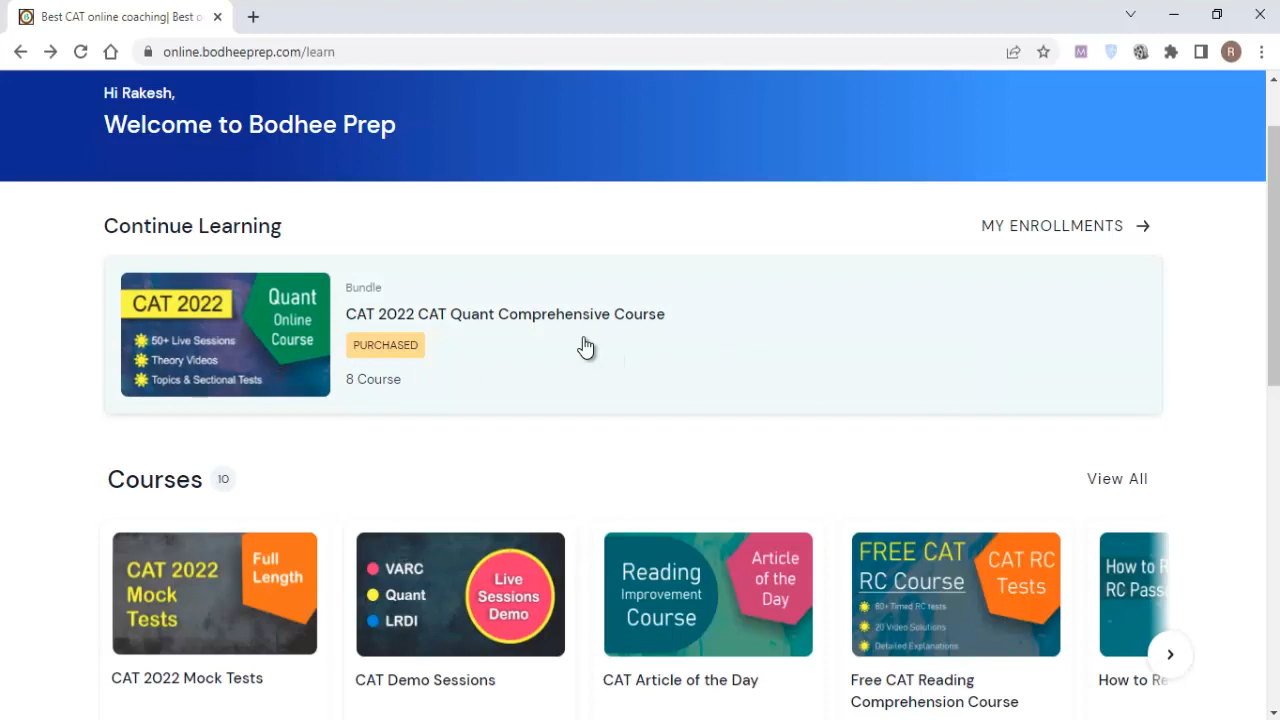 Best CAT online coaching| Best o
online.bodheeprep.com/learn
R
Hi Rakesh,
Welcome to Bodhee Prep
Continue Learning
MY ENROLLMENTS
CAT 2022
Quant
Online
Course
50+ Live Sessions
Theory Videos
Topics & Sectional Tests
Bundle
CAT 2022 CAT Quant Comprehensive Course
PURCHASED
8 Course
Courses 10
View All
CAT 2022
Mock
Tests
Full
Length
CAT 2022 Mock Tests
VARC
Quant
LRDI
Live
Sessions
Demo
CAT Demo Sessions
Reading
Improvement
Course
Article
of the
Day
CAT Article of the Day
FREE CAT
RC Course
CAT RC
Tests
80+ Timed RC tests
20 Video Solutions
Detailed Explanations
Free CAT Reading
Comprehension Course
How to R
RC Pass
How to Re